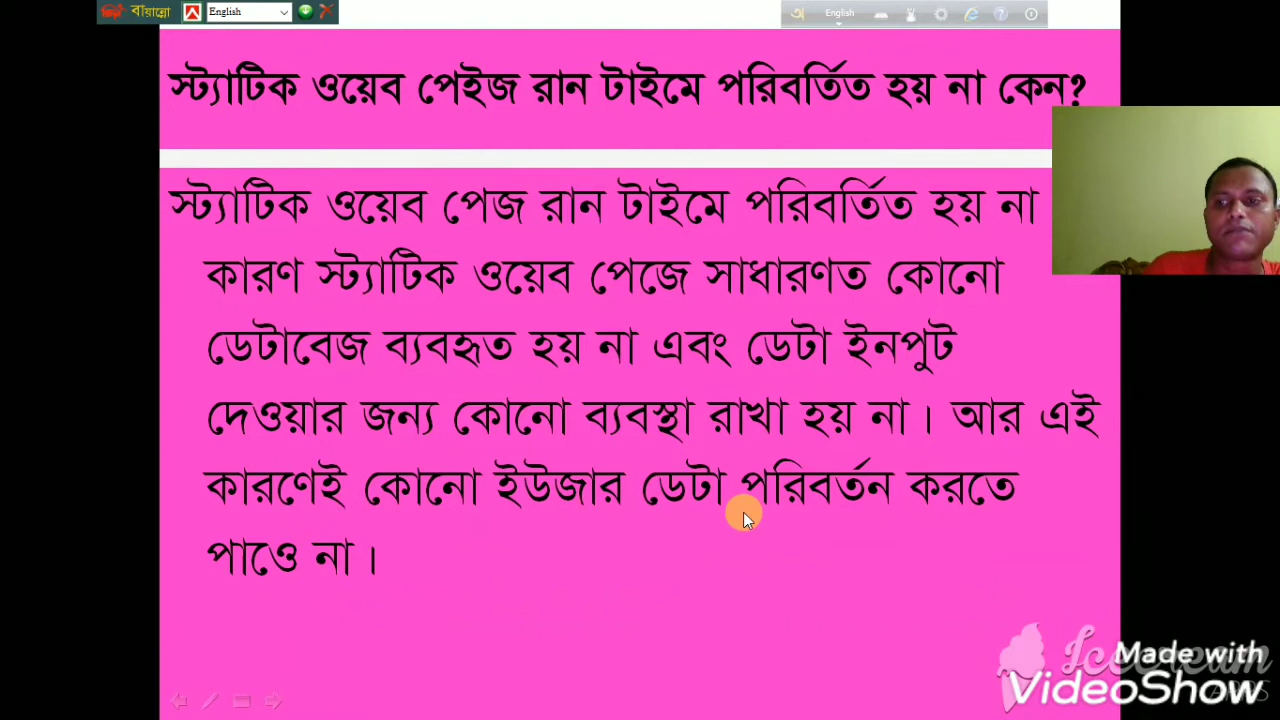 বাঁয়ান্নো English
English
স্ট্যাটিক ওয়েব পেইজ রান টাইমে পরিবর্তিত হয় না কেন?
স্ট্যাটিক ওয়েব পেজ রান টাইমে পরিবর্তিত হয় না
কারণ স্ট্যাটিক ওয়েব পেজে সাধারণত কোনো
ডেটাবেজ ব্যবহৃত হয় না এবং ডেটা ইনপুট
দেওয়ার জন্য কোনো ব্যবস্থা রাখা হয় না। আর এই
কারণেই কোনো ইউজার ডেটা পরিবর্তন করতে
পাওে না।
Made with
VideoShow